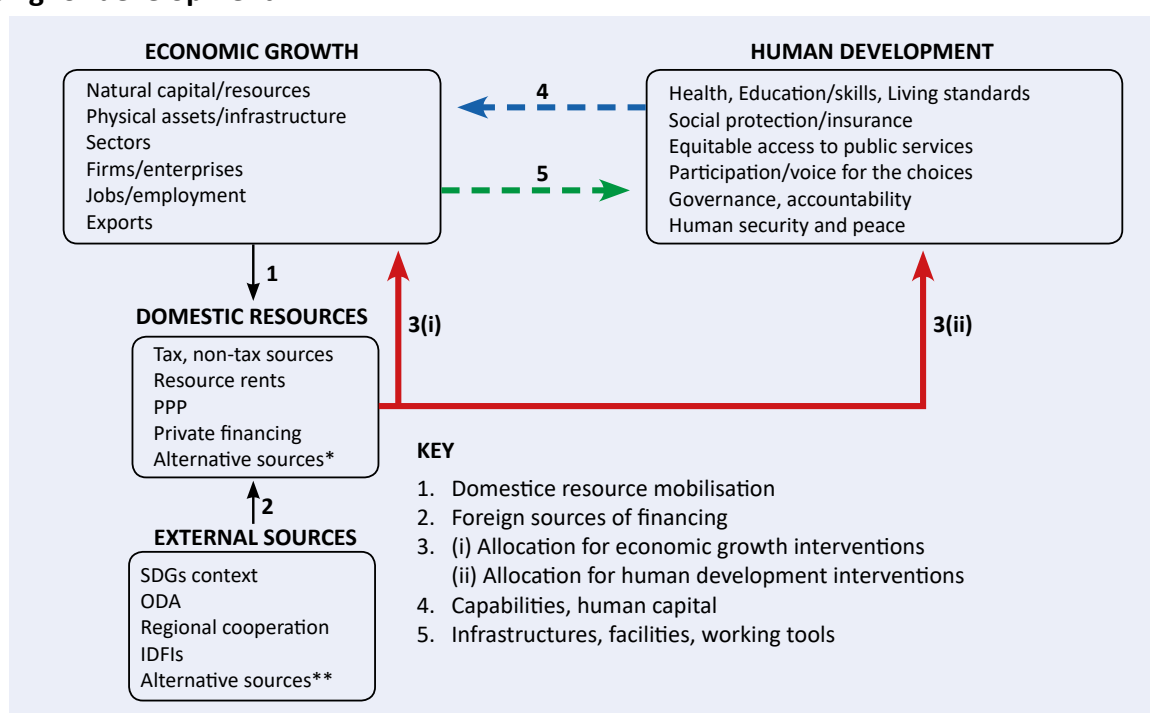 ECONOMIC GROWTH
Natural capital/resources
Physical assets/infrastructure
Sectors
Firms/enterprises
Jobs/employment
Exports
HUMAN DEVELOPMENT
Health, Education/skills, Living standards
Social protection/insurance
Equitable access to public services
Participation/voice for the choices
Governance, accountability
Human security and peace
4
5
1
DOMESTIC RESOURCES
Tax, non-tax sources
Resource rents
PPP
Private financing
Alternative sources*
3(i)
3(ii)
2
EXTERNAL SOURCES
SDGs context
ODA
Regional cooperation
IDFIs
Alternative sources**
KEY
1. Domestice resource mobilisation
2. Foreign sources of financing
3. (i) Allocation for economic growth interventions
(ii) Allocation for human development interventions
4. Capabilities, human capital
5. Infrastructures, facilities, working tools